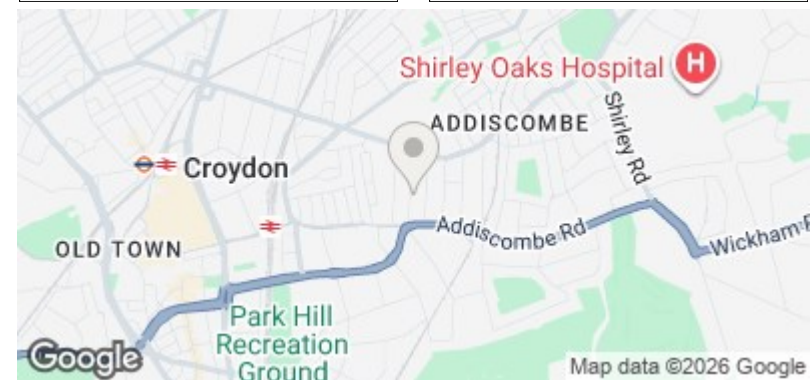 Shirley Oaks Hospital
H
ADDISCOMBE
Shirley Rd
Croydon
Addiscombe Rd
OLD TOWN
Wickham R
Park Hill
Recreation
Ground
Google
Map data ©2026 Google